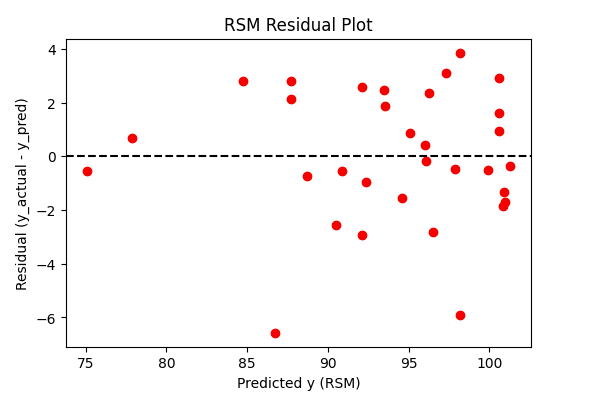 RSM Residual Plot
Residual (y_actual - y_pred)
4
2
0
−2
−4
−6
75 80 85 90 95 100
Predicted y (RSM)